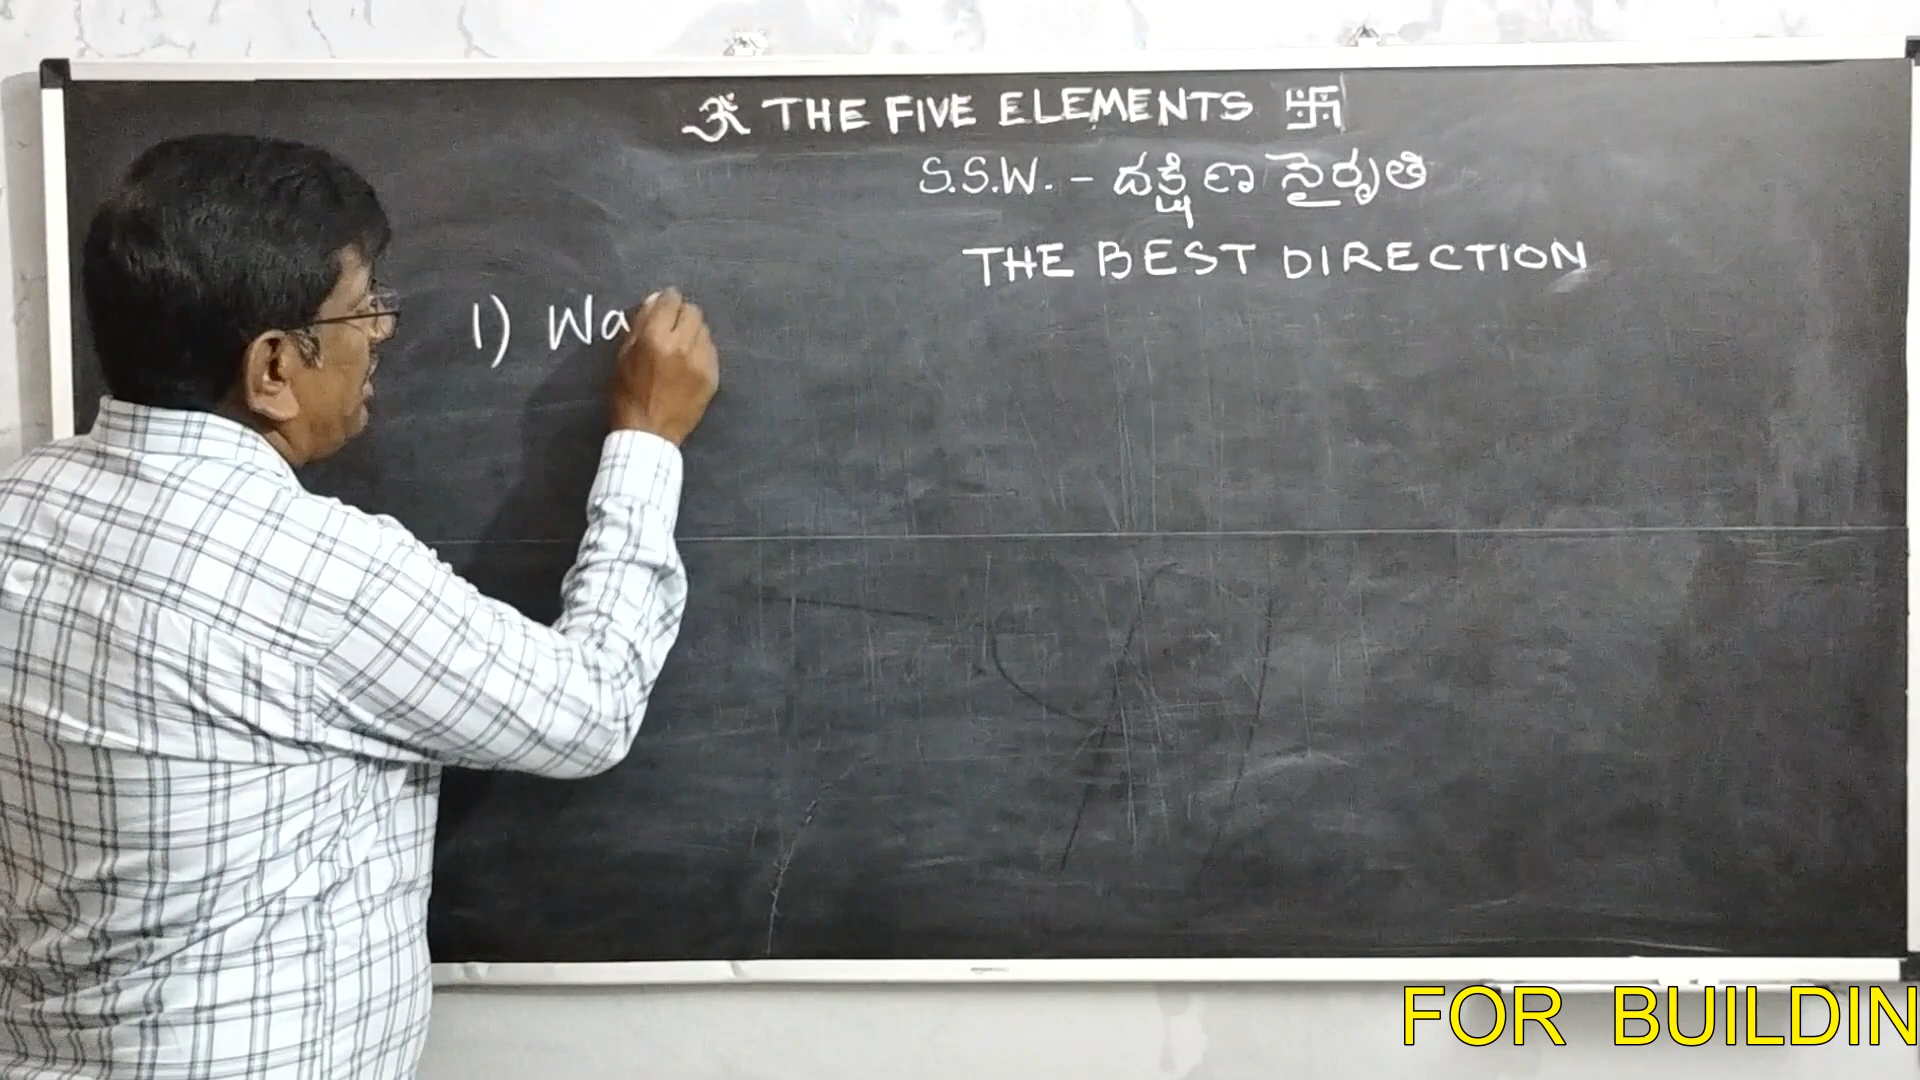 ॐ THE FIVE ELEMENTS 卐
S.S.W. - దక్షిణ నైరృతి
THE BEST DIRECTION
1) Wa
FOR BUILDIN